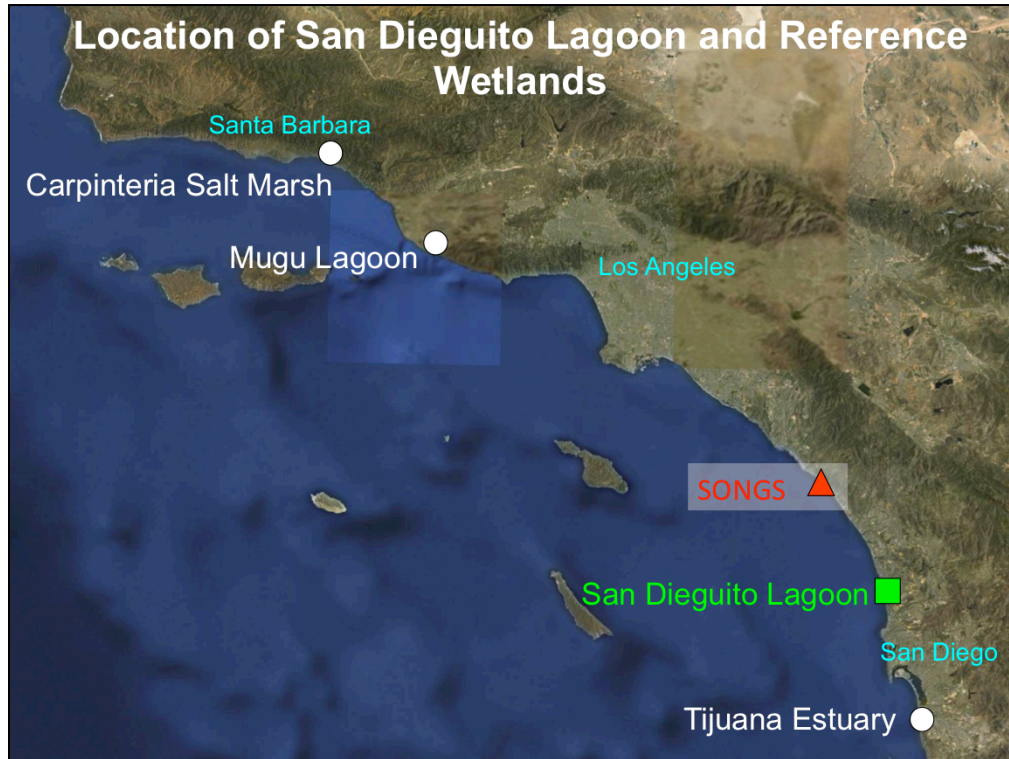 Location of San Dieguito Lagoon and Reference
Wetlands
Santa Barbara
Carpinteria Salt Marsh
Mugu Lagoon
Los Angeles
SONGS
San Dieguito Lagoon
San Diego
Tijuana Estuary